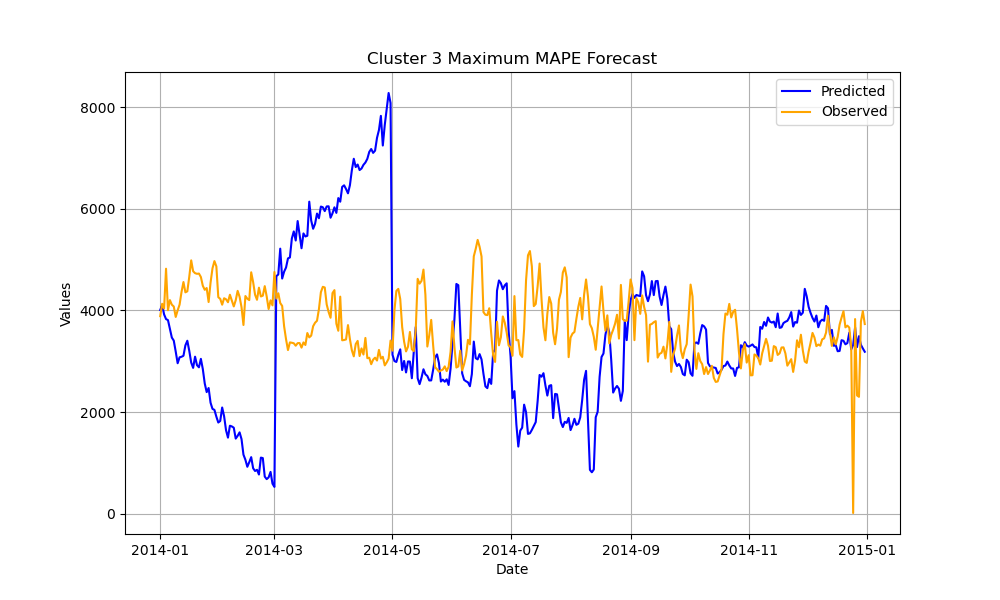 Cluster 3 Maximum MAPE Forecast
Predicted
Observed
8000
6000
4000
2000
0
Values
2014-01 2014-03 2014-05 2014-07 2014-09 2014-11 2015-01
Date